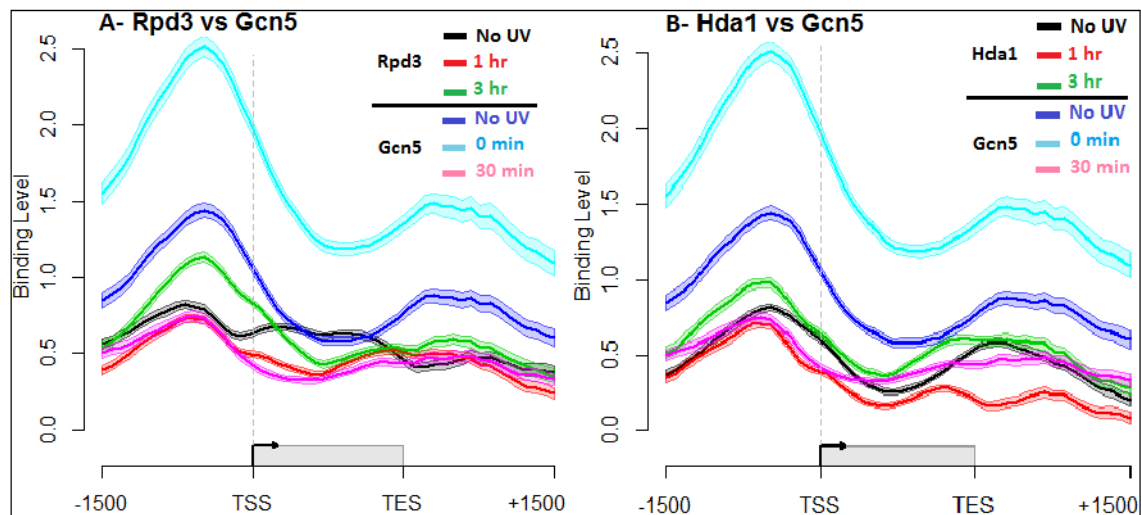 A- Rpd3 vs Gcn5
Binding Level
0.0 0.5 1.0 1.5 2.0 2.5
Rpd3
No UV
1 hr
3 hr
Gcn5
No UV
0 min
30 min
-1500 TSS TES +1500
B- Hda1 vs Gcn5
Binding Level
0.0 0.5 1.0 1.5 2.0 2.5
Hda1
No UV
1 hr
3 hr
Gcn5
No UV
0 min
30 min
-1500 TSS TES +1500